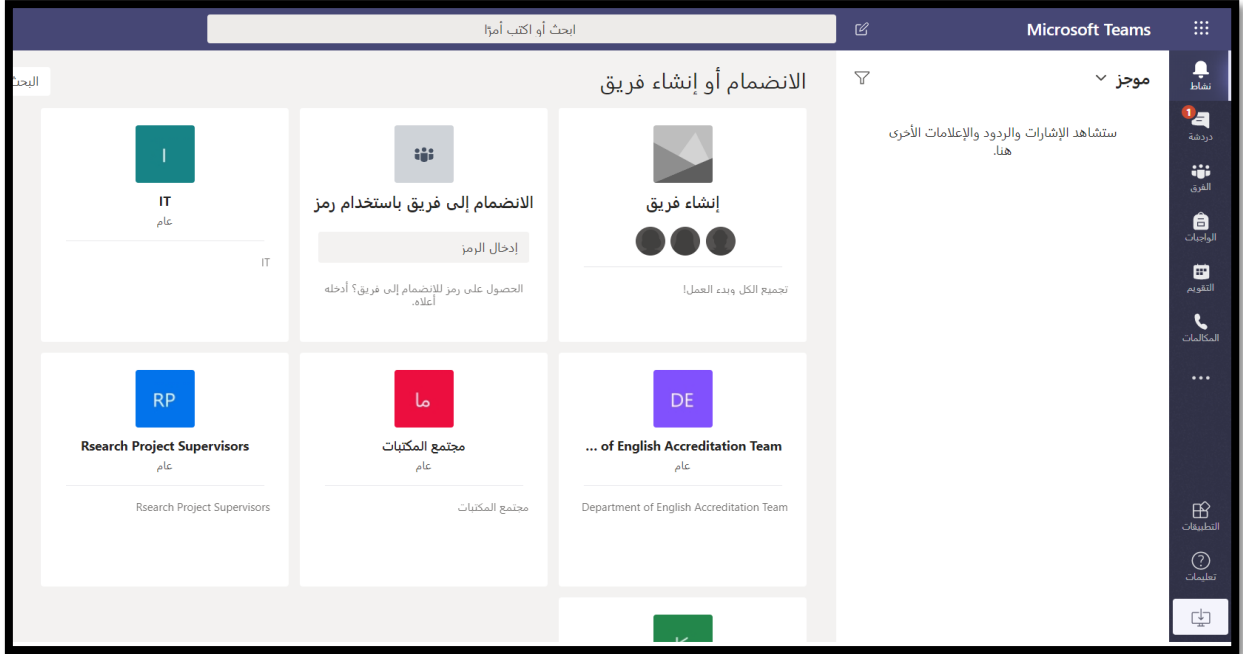 Microsoft Teams
ابحث أو اكتب أمرًا
نشاط
1
دردشة
الفرق
الواجبات
التقويم
المكالمات
التطبيقات
تعليمات
موجز
ستشاهد الإشارات والردود والإعلامات الأخرى
هنا.
الانضمام أو إنشاء فريق
إنشاء فريق
تجميع الكل وبدء العمل!
الانضمام إلى فريق باستخدام رمز
إدخال الرمز
الحصول على رمز للانضمام إلى فريق؟ أدخله
أعلاه.
I
IT
عام
IT
DE
... of English Accreditation Team
عام
Department of English Accreditation Team
ما
مجتمع المكتبات
عام
مجتمع المكتبات
RP
Rsearch Project Supervisors
عام
Rsearch Project Supervisors